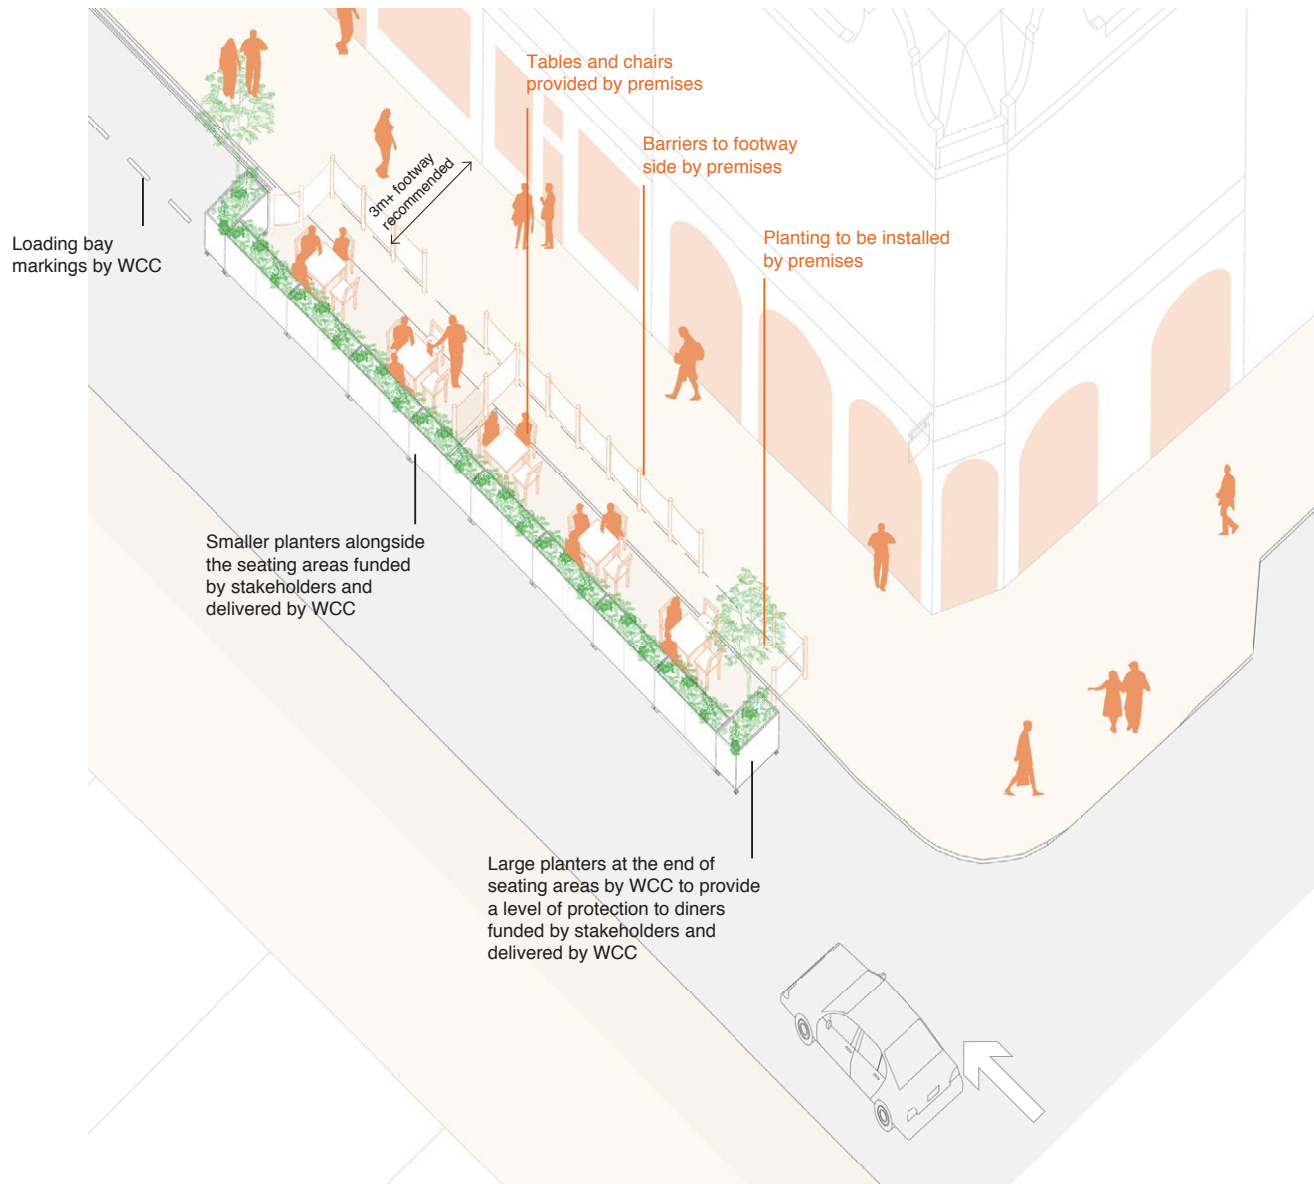 Tables and chairs
provided by premises
Barriers to footway
side by premises
3m+ footway
recommended
Planting to be installed
by premises
Loading bay
markings by WCC
Smaller planters alongside
the seating areas funded
by stakeholders and
delivered by WCC
Large planters at the end of
seating areas by WCC to provide
a level of protection to diners
funded by stakeholders and
delivered by WCC